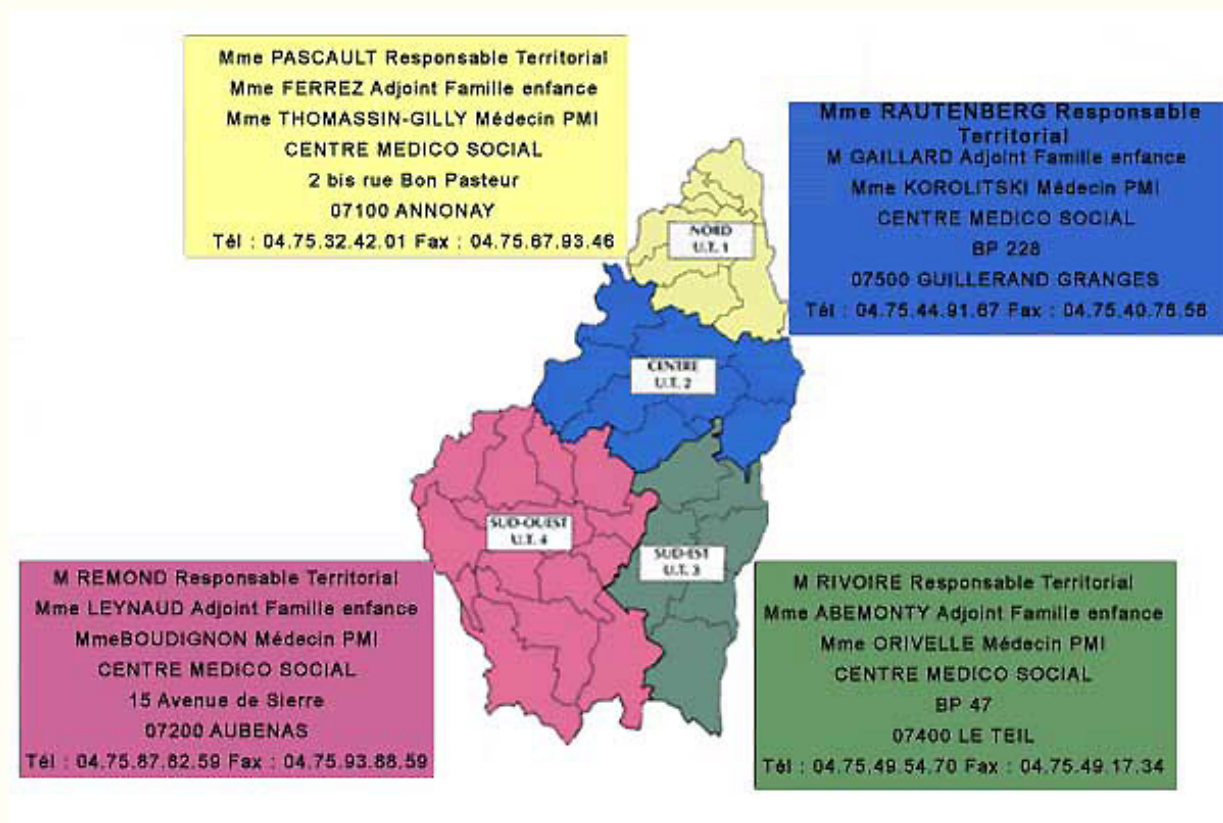 Mme PASCAULT Responsable Territorial
Mme FERREZ Adjoint Famille enfance
Mme THOMASSIN-GILLY Médecin PMI
CENTRE MEDICO SOCIAL
2 bis rue Bon Pasteur
07100 ANNONAY
Tél : 04.75.32.42.01 Fax : 04.75.67.93.46
Mme RAUTENBERG Responsable
Territorial
M GAILLARD Adjoint Famille enfance
Mme KOROLITSKI Médecin PMI
CENTRE MEDICO SOCIAL
BP 228
07500 GUILLERAND GRANGES
Tél : 04.75.44.91.67 Fax : 04.75.40.76.58
NORD
U.T. 1
CENTRE
U.T. 2
SUD-OUEST
U.T. 4
SUD-EST
U.T. 3
M REMOND Responsable Territorial
Mme LEYNAUD Adjoint Famille enfance
MmeBOUDIGNON Médecin PMI
CENTRE MEDICO SOCIAL
15 Avenue de Sierre
07200 AUBENAS
Tél : 04.75.87.82.59 Fax : 04.75.93.88.59
M RIVOIRE Responsable Territorial
Mme ABEMONTY Adjoint Famille enfance
Mme ORIVELLE Médecin PMI
CENTRE MEDICO SOCIAL
BP 47
07400 LE TEIL
Tél : 04.75.49.54.70 Fax : 04.75.49.17.34